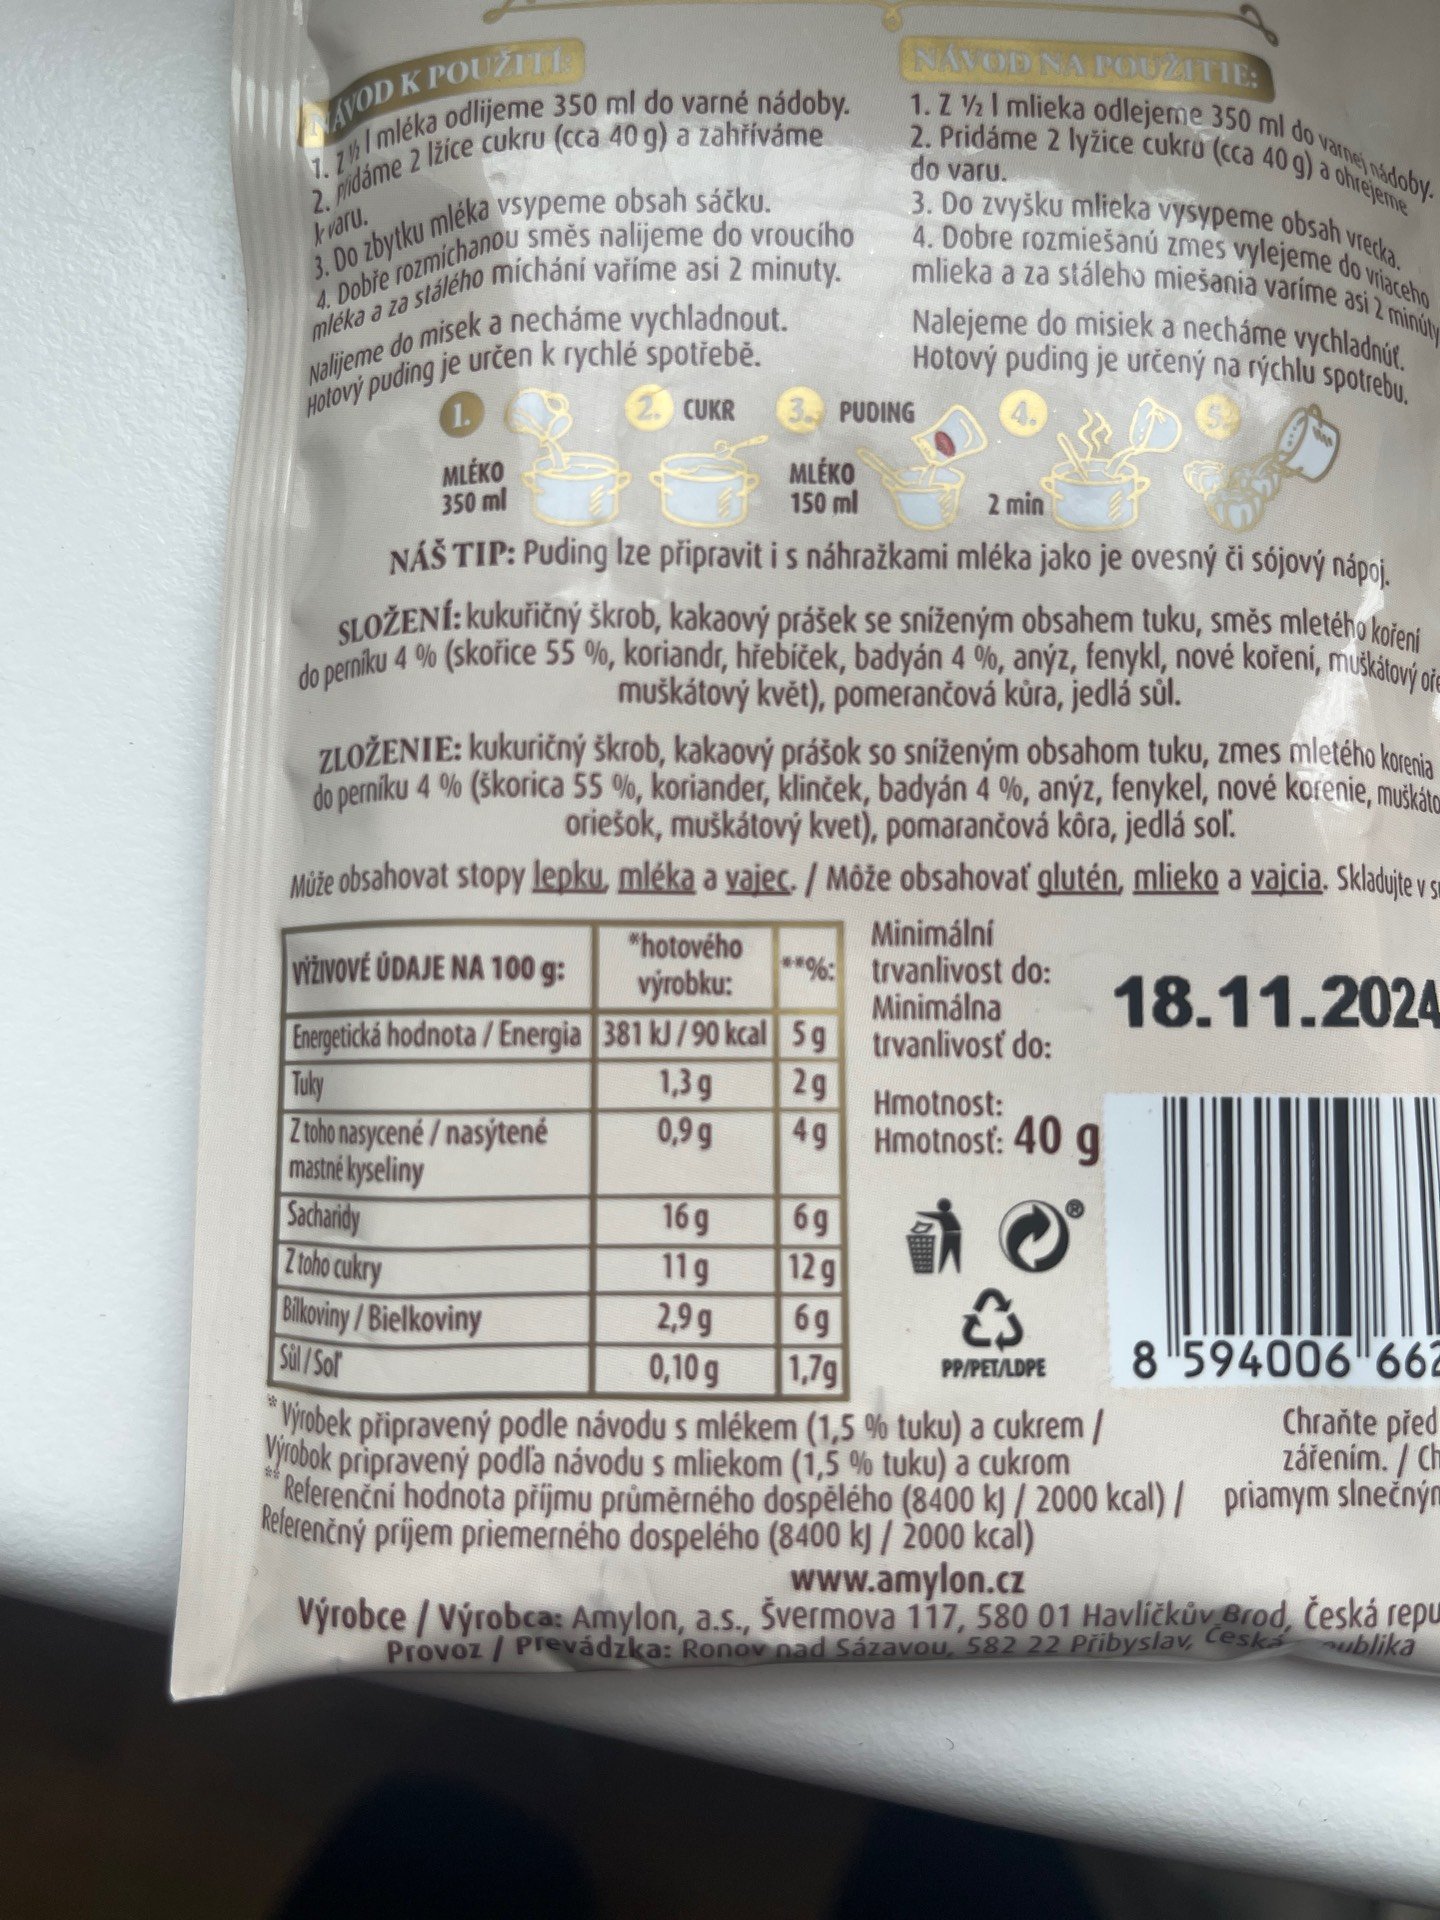 NÁVOD K POUŽITÍ:
1. Z ½ l mléka odlijeme 350 ml do varné nádoby.
2. Přidáme 2 lžíce cukru (cca 40 g) a zahříváme
k varu.
3. Do zbytku mléka vsypeme obsah sáčku.
4. Dobře rozmíchanou směs nalijeme do vroucího
mléka a za stálého míchání vaříme asi 2 minuty.
Nalijeme do misek a necháme vychladnout.
Hotový puding je určen k rychlé spotřebě.
NÁVOD NA POUŽITIE:
1. Z ½ l mlieka odlejeme 350 ml do varnej nádoby.
2. Pridáme 2 lyžice cukru (cca 40 g) a ohrejeme
do varu.
3. Do zvyšku mlieka vysypeme obsah vrecka.
4. Dobre rozmiešanú zmes vylejeme do vriaceho
mlieka a za stáleho miešania varíme asi 2 minúty
Nalejeme do misiek a necháme vychladnúť.
Hotový puding je určený na rýchlu spotrebu.
1. 2. CUKR 3. PUDING 4. 5.
MLÉKO
350 ml
MLÉKO
150 ml
2 min
NÁŠ TIP: Puding lze připravit i s náhražkami mléka jako je ovesný či sójový nápoj.
SLOŽENÍ: kukuřičný škrob, kakaový prášek se sníženým obsahem tuku, směs mletého koření
do perníku 4 % (skořice 55 %, koriandr, hřebíček, badyán 4 %, anýz, fenykl, nové koření, muškátový
muškátový květ), pomerančová kůra, jedlá sůl.
ZLOŽENIE: kukuričný škrob, kakaový prášok so sníženým obsahom tuku, zmes mletého korenia
do perníku 4 % (škorica 55 %, koriander, klinček, badyán 4 %, anýz, fenykel, nové korenie,
oriešok, muškátový kvet), pomarančová kôra, jedlá soľ.
Může obsahovat stopy lepku, mléka a vajec. / Môže obsahovať glutén, mlieko a vajcia. Skladujte v
VÝŽIVOVÉ ÚDAJE NA 100 g: *hotového výrobku: **%:
Energetická hodnota / Energia 381 kJ / 90 kcal 5 g
Tuky 1,3 g 2 g
Z toho nasycené / nasýtené mastné kyseliny 0,9 g 4 g
Sacharidy 16 g 6 g
Z toho cukry 11 g 12 g
Bílkoviny / Bielkoviny 2,9 g 6 g
Sůl / Soľ 0,10 g 1,7g
Minimální
trvanlivost do:
Minimálna
trvanlivosť do:
18.11.2024
Hmotnost:
Hmotnosť: 40 g
®
PP/PET/LDPE
8 594006 662
* Výrobek připravený podle návodu s mlékem (1,5 % tuku) a cukrem /
Výrobok pripravený podľa návodu s mliekom (1,5 % tuku) a cukrom
** Referenční hodnota příjmu průměrného dospělého (8400 kJ / 2000 kcal) /
Referenčný príjem priemerného dospelého (8400 kJ / 2000 kcal)
Chraňte před
zářením. /
priamym
www.amylon.cz
Výrobce / Výrobca: Amylon, a.s., Švermova 117, 580 01 Havlíčkův Brod, Česká
Provoz / Prevádzka: Ronov nad Sázavou, 582 22 Přibyslav, Česká